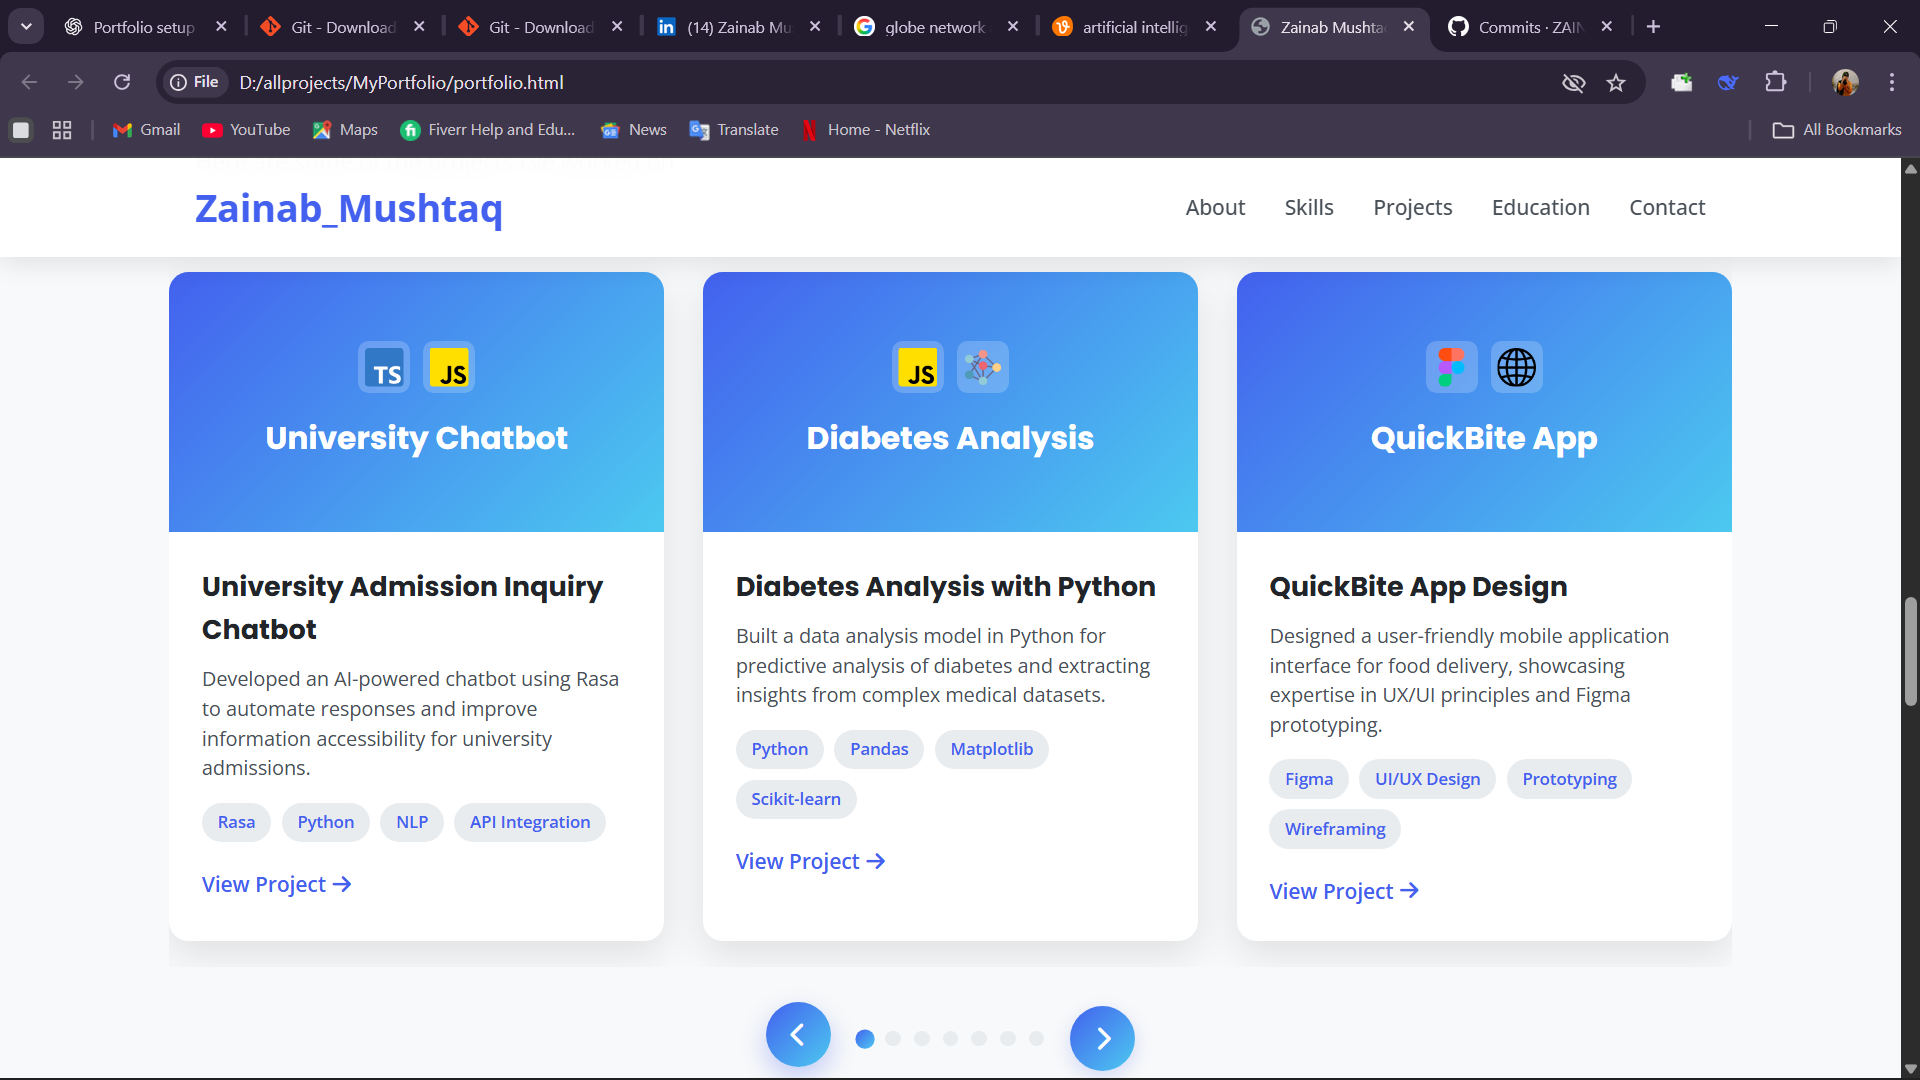 Portfolio setup
Git - Download
Git - Download
(14) Zainab Mu
globe network
artificial intellig
Zainab Mushta
Commits · ZAIN
File
D:/allprojects/MyPortfolio/portfolio.html
Gmail
YouTube
Maps
Fiverr Help and Edu...
News
Translate
Home - Netflix
All Bookmarks
Zainab_Mushtaq
About
Skills
Projects
Education
Contact
TS
JS
University Chatbot
University Admission Inquiry
Chatbot
Developed an AI-powered chatbot using Rasa
to automate responses and improve
information accessibility for university
admissions.
Rasa
Python
NLP
API Integration
View Project →
JS
Diabetes Analysis
Diabetes Analysis with Python
Built a data analysis model in Python for
predictive analysis of diabetes and extracting
insights from complex medical datasets.
Python
Pandas
Matplotlib
Scikit-learn
View Project →
QuickBite App
QuickBite App Design
Designed a user-friendly mobile application
interface for food delivery, showcasing
expertise in UX/UI principles and Figma
prototyping.
Figma
UI/UX Design
Prototyping
Wireframing
View Project →